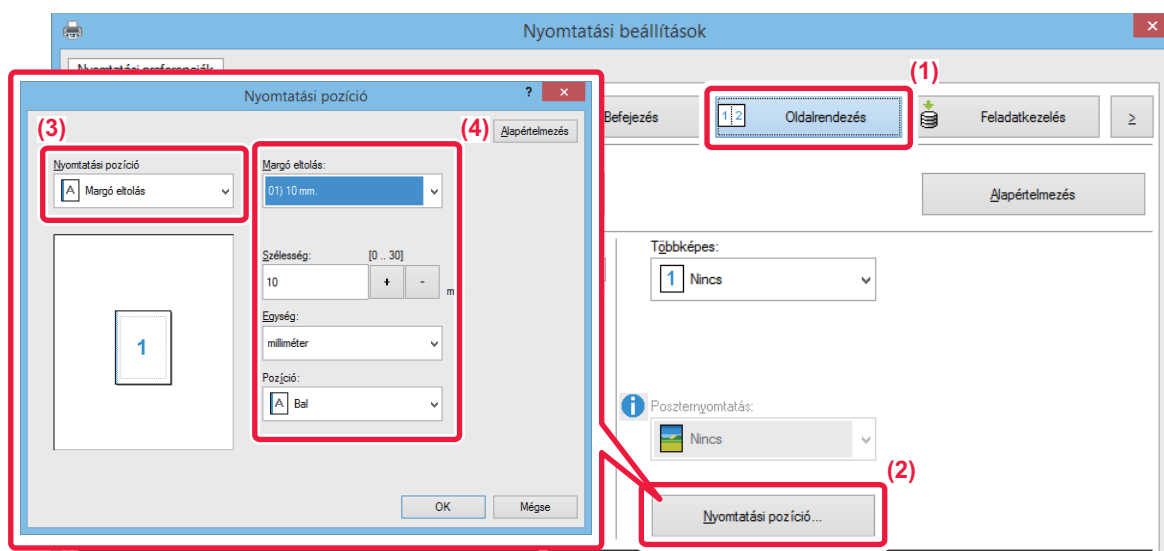 Nyomtatási beállítások
Nyomtatási preferenciák
(1)
Befejezés
1 2 Oldalrendezés
Feladatkezelés
≥
Alapértelmezés
Többképes:
1 Nincs
Poszternyomtatás:
Nincs
(2)
Nyomtatási pozíció...
Nyomtatási pozíció
?
(3)
(4)
Alapértelmezés
Nyomtatási pozíció
A Margó eltolás
Margó eltolás:
01) 10 mm.
Szélesség: [0 .. 30]
10 + - m
Egység:
milliméter
Pozíció:
A Bal
1
OK
Mégse